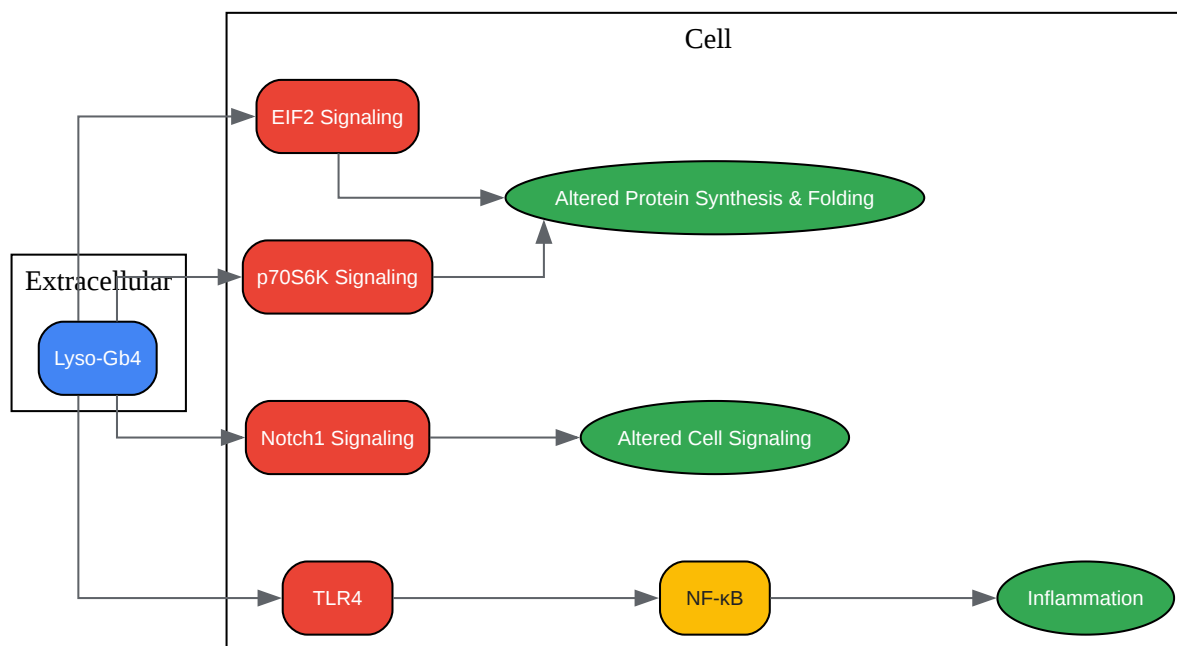 Cell
EIF2 Signaling
Altered Protein Synthesis & Folding
p70S6K Signaling
Extracellular
Lyso-Gb4
Notch1 Signaling
Altered Cell Signaling
TLR4
NF-κB
Inflammation